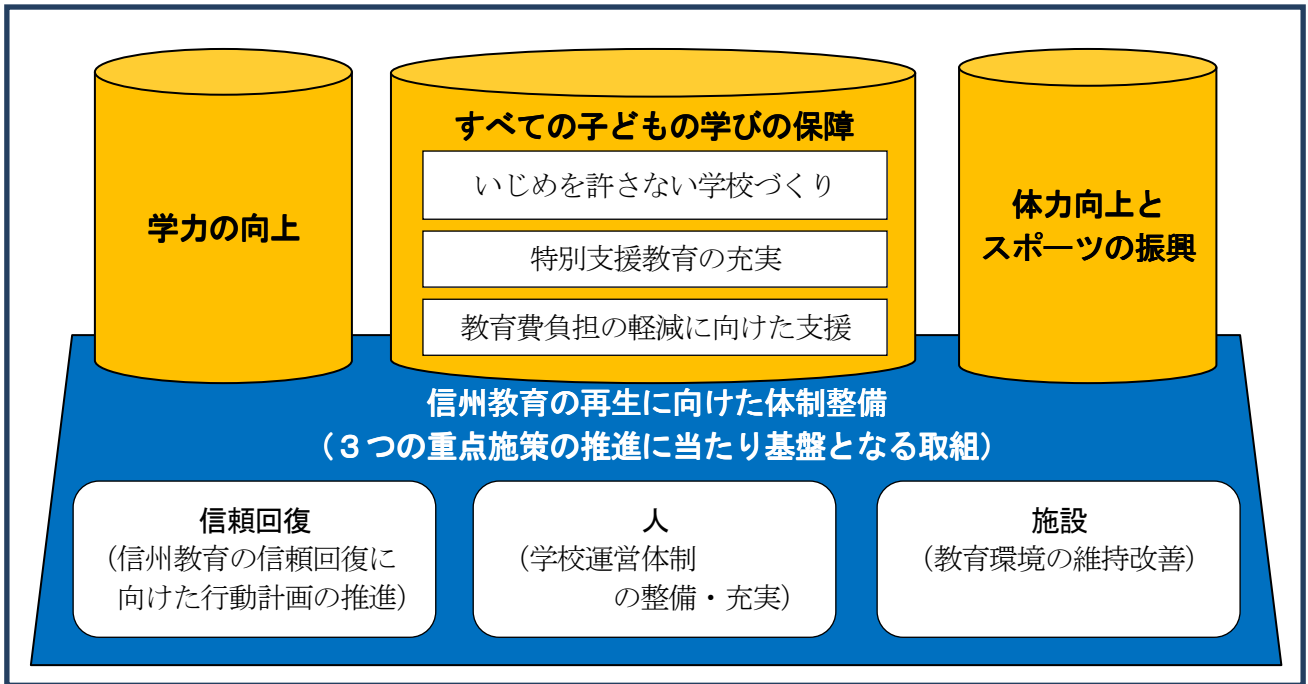 学力の向上
すべての子どもの学びの保障
いじめを許さない学校づくり
特別支援教育の充実
教育費負担の軽減に向けた支援
体力向上と
スポーツの振興
信州教育の再生に向けた体制整備
（３つの重点施策の推進に当たり基盤となる取組）
信頼回復
（信州教育の信頼回復に
向けた行動計画の推進）
人
（学校運営体制
の整備・充実）
施設
（教育環境の維持改善）